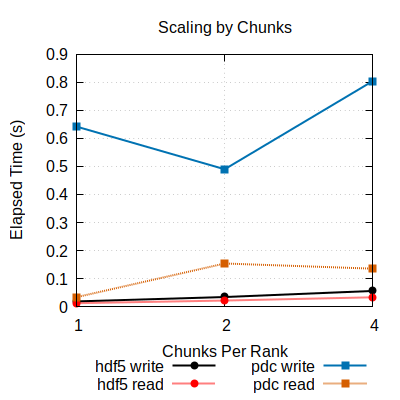 Scaling by Chunks
0.9
0.8
0.7
0.6
0.5
0.4
0.3
0.2
0.1
0
Elapsed Time (s)
1 2 4
Chunks Per Rank
hdf5 write pdc write
hdf5 read pdc read